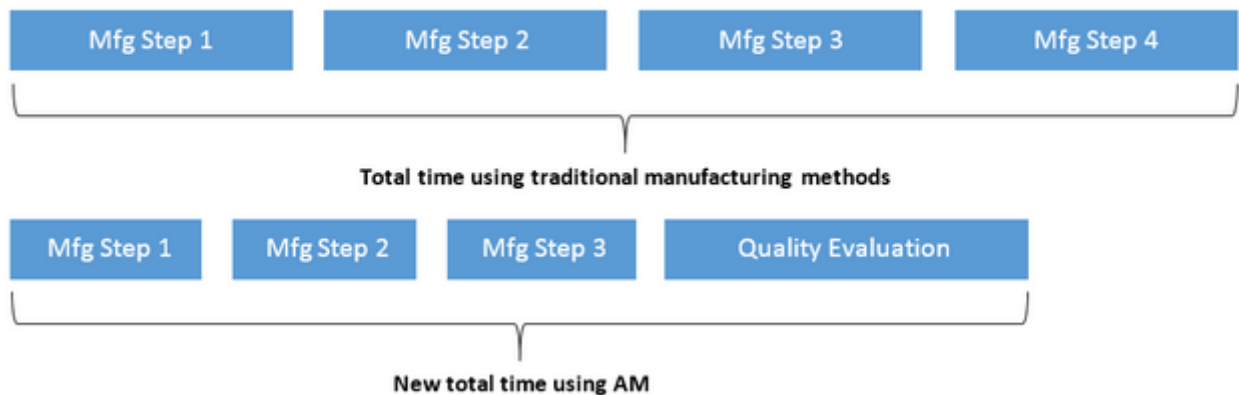 Mfg Step 1 Mfg Step 2 Mfg Step 3 Mfg Step 4
Total time using traditional manufacturing methods
Mfg Step 1 Mfg Step 2 Mfg Step 3 Quality Evaluation
New total time using AM